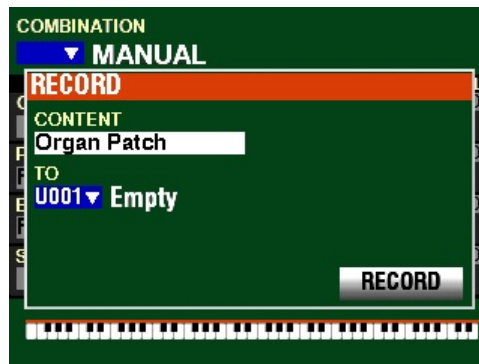 COMBINATION
▼ MANUAL
RECORD
CONTENT
Organ Patch
TO
U001▼ Empty
RECORD